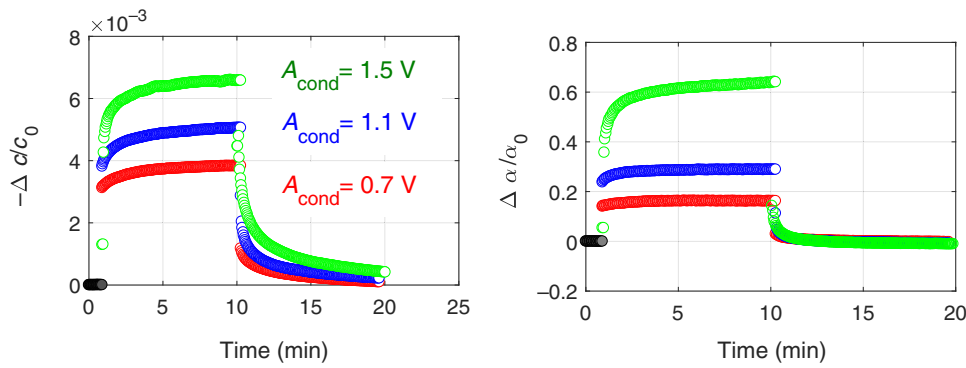 ×10⁻³
8
6
4
2
0
0 5 10 15 20 25
−Δ c/c₀
Time (min)
A_cond = 1.5 V
A_cond = 1.1 V
A_cond = 0.7 V
0.8
0.6
0.4
0.2
0
−0.2
0 5 10 15 20
Δ α/α₀
Time (min)